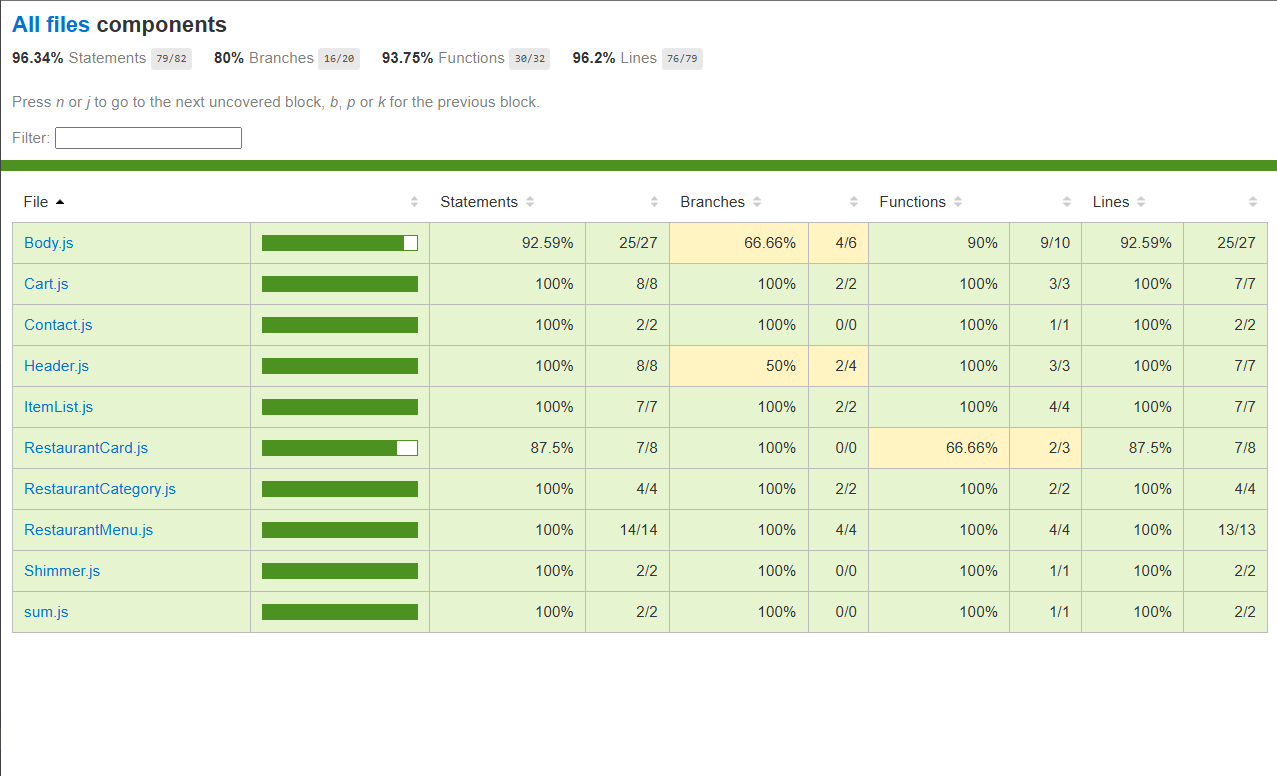 All files components
96.34% Statements 79/82 80% Branches 16/20 93.75% Functions 30/32 96.2% Lines 76/79
Press n or j to go to the next uncovered block, b, p or k for the previous block.
Filter:
File Statements Branches Functions Lines
Body.js 92.59% 25/27 66.66% 4/6 90% 9/10 92.59% 25/27
Cart.js 100% 8/8 100% 2/2 100% 3/3 100% 7/7
Contact.js 100% 2/2 100% 0/0 100% 1/1 100% 2/2
Header.js 100% 8/8 50% 2/4 100% 3/3 100% 7/7
ItemList.js 100% 7/7 100% 2/2 100% 4/4 100% 7/7
RestaurantCard.js 87.5% 7/8 100% 0/0 66.66% 2/3 87.5% 7/8
RestaurantCategory.js 100% 4/4 100% 2/2 100% 2/2 100% 4/4
RestaurantMenu.js 100% 14/14 100% 4/4 100% 4/4 100% 13/13
Shimmer.js 100% 2/2 100% 0/0 100% 1/1 100% 2/2
sum.js 100% 2/2 100% 0/0 100% 1/1 100% 2/2